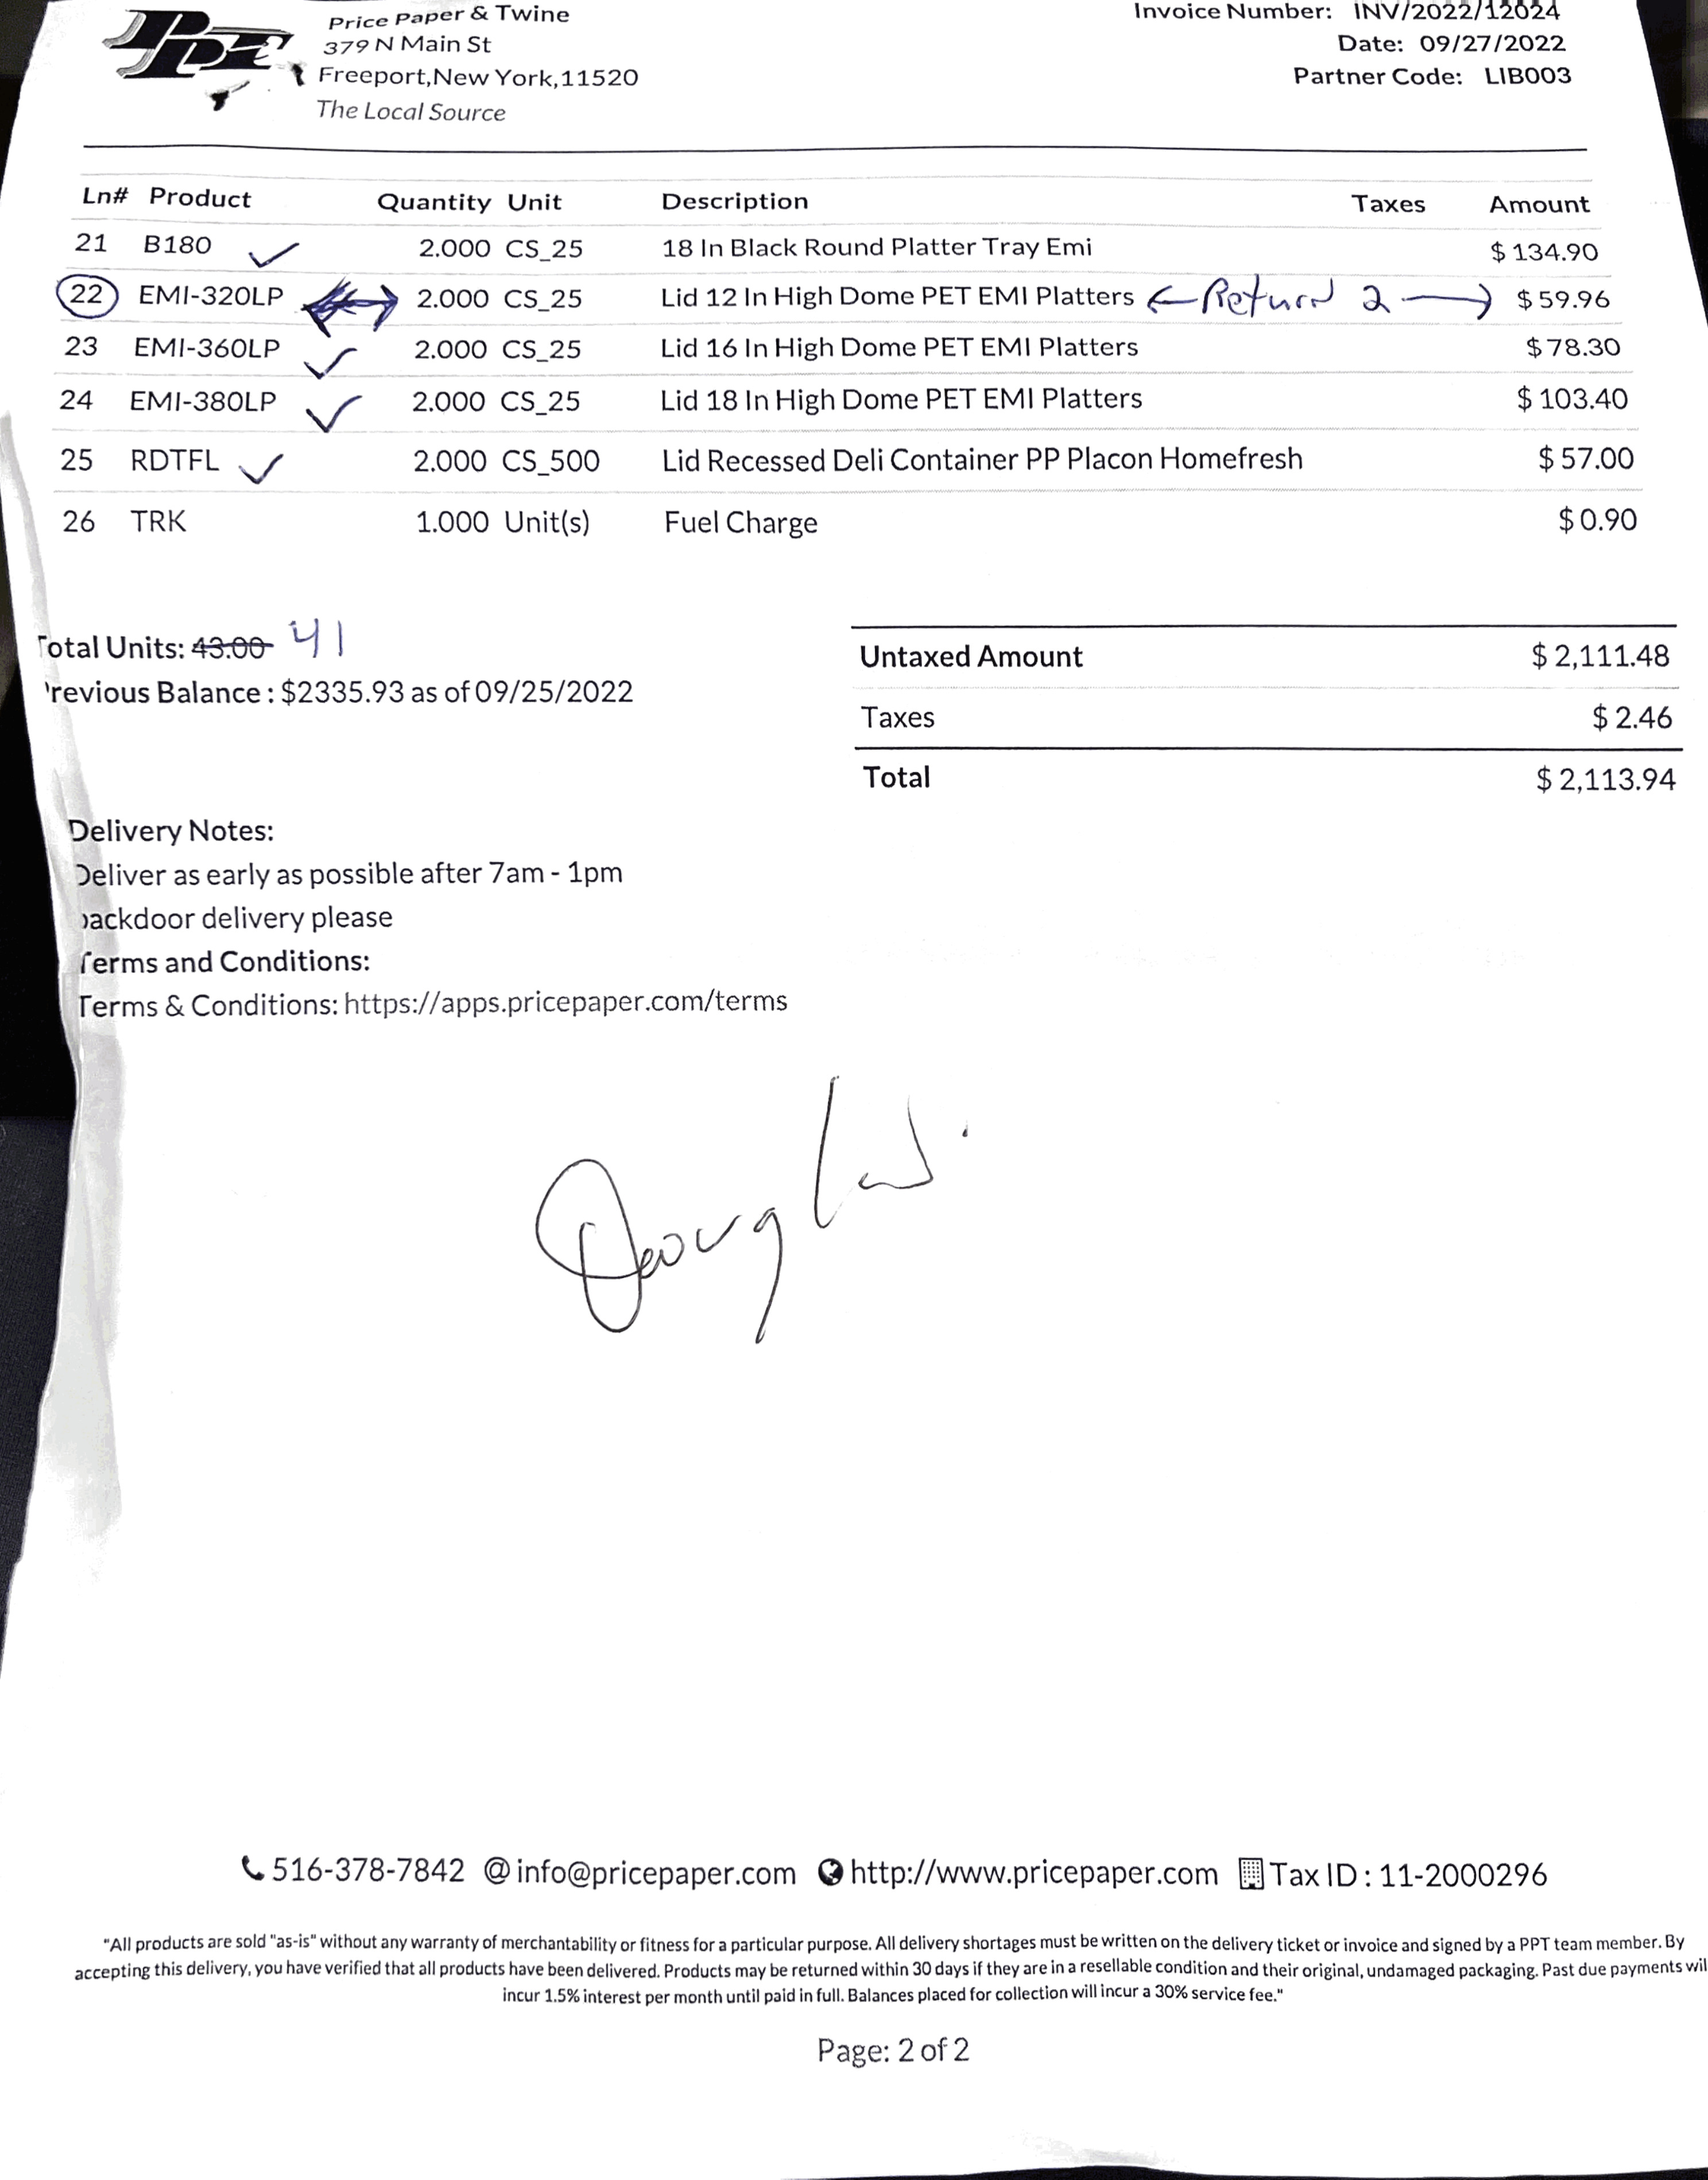 PPT
Price Paper & Twine
379 N Main St
Freeport,New York,11520
The Local Source
Invoice Number: INV/2022/12024
Date: 09/27/2022
Partner Code: LIB003
Ln# Product Quantity Unit Description Taxes Amount
21 B180 2.000 CS_25 18 In Black Round Platter Tray Emi $ 134.90
22 EMI-320LP 2.000 CS_25 Lid 12 In High Dome PET EMI Platters Return 2 $ 59.96
23 EMI-360LP 2.000 CS_25 Lid 16 In High Dome PET EMI Platters $ 78.30
24 EMI-380LP 2.000 CS_25 Lid 18 In High Dome PET EMI Platters $ 103.40
25 RDTFL 2.000 CS_500 Lid Recessed Deli Container PP Placon Homefresh $ 57.00
26 TRK 1.000 Unit(s) Fuel Charge $ 0.90
Total Units: 43.00 41
Previous Balance : $2335.93 as of 09/25/2022
Untaxed Amount $ 2,111.48
Taxes $ 2.46
Total $ 2,113.94
Delivery Notes:
Deliver as early as possible after 7am - 1pm
backdoor delivery please
Terms and Conditions:
Terms & Conditions: https://apps.pricepaper.com/terms
516-378-7842 @ info@pricepaper.com http://www.pricepaper.com Tax ID : 11-2000296
"All products are sold "as-is" without any warranty of merchantability or fitness for a particular purpose. All delivery shortages must be written on the delivery ticket or invoice and signed by a PPT team member. By
accepting this delivery, you have verified that all products have been delivered. Products may be returned within 30 days if they are in a resellable condition and their original, undamaged packaging. Past due payments wil
incur 1.5% interest per month until paid in full. Balances placed for collection will incur a 30% service fee."
Page: 2 of 2